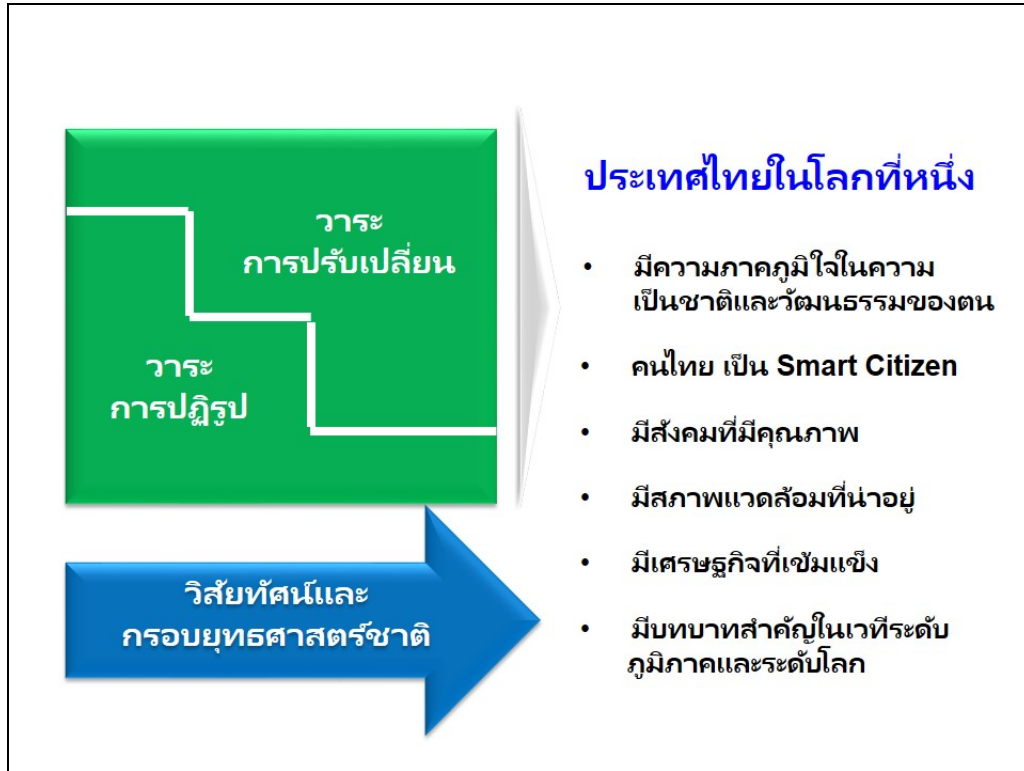 วาระ
การปรับเปลี่ยน
วาระ
การปฏิรูป
วิสัยทัศน์และ
กรอบยุทธศาสตร์ชาติ
ประเทศไทยในโลกที่หนึ่ง
• มีความภาคภูมิใจในความ
เป็นชาติและวัฒนธรรมของตน
• คนไทย เป็น Smart Citizen
• มีสังคมที่มีคุณภาพ
• มีสภาพแวดล้อมที่น่าอยู่
• มีเศรษฐกิจที่เข้มแข็ง
• มีบทบาทสำคัญในเวทีระดับ
ภูมิภาคและระดับโลก